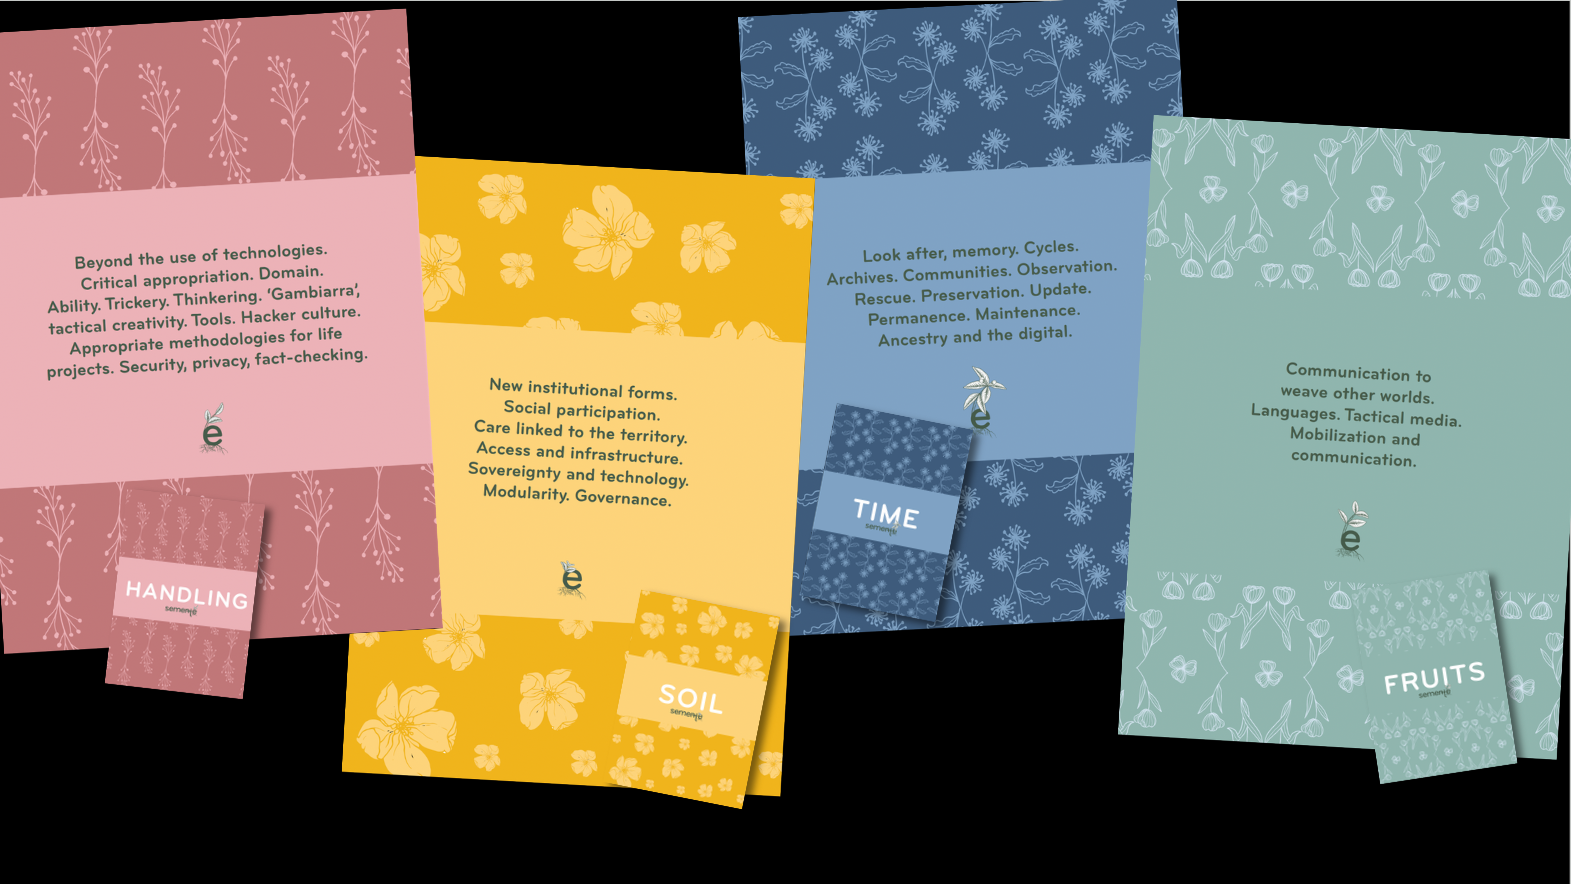 Beyond the use of technologies.
Critical appropriation. Domain.
Ability. Trickery. Thinkering. ‘Gambiarra’,
tactical creativity. Tools. Hacker culture.
Appropriate methodologies for life
projects. Security, privacy, fact-checking.
e
HANDLING
semente
New institutional forms.
Social participation.
Care linked to the territory.
Access and infrastructure.
Sovereignty and technology.
Modularity. Governance.
e
SOIL
semente
Look after, memory. Cycles.
Archives. Communities. Observation.
Rescue. Preservation. Update.
Permanence. Maintenance.
Ancestry and the digital.
e
TIME
semente
Communication to
weave other worlds.
Languages. Tactical media.
Mobilization and
communication.
e
FRUITS
semente